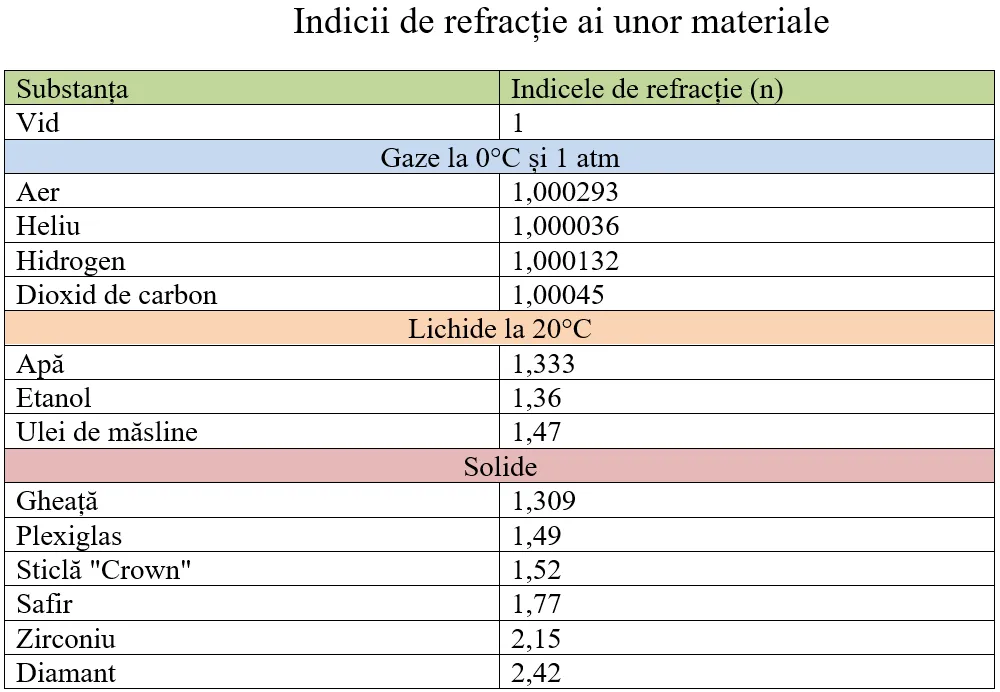 Indicii de refracție ai unor materiale
Substanța Indicele de refracție (n)
Vid 1
Gaze la 0°C și 1 atm
Aer 1,000293
Heliu 1,000036
Hidrogen 1,000132
Dioxid de carbon 1,00045
Lichide la 20°C
Apă 1,333
Etanol 1,36
Ulei de măsline 1,47
Solide
Gheață 1,309
Plexiglas 1,49
Sticlă "Crown" 1,52
Safir 1,77
Zirconiu 2,15
Diamant 2,42